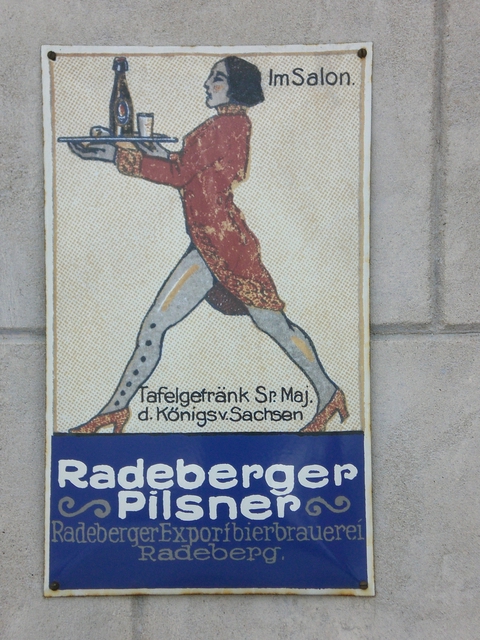 Im Salon.
Tafelgetränk Sr. Maj.
d. Königs v. Sachsen
Radeberger
Pilsner
Radeberger Exportbierbrauerei
Radeberg.